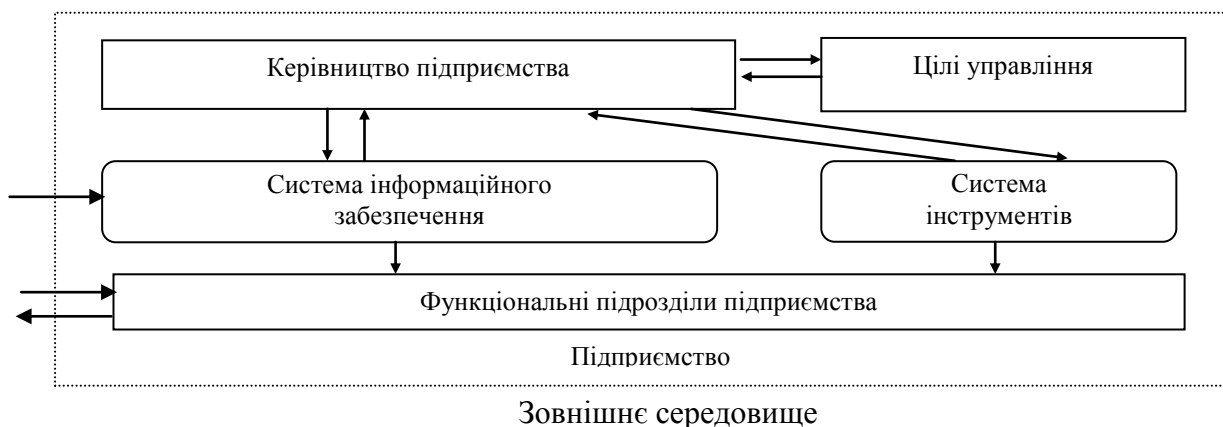 Керівництво підприємства
Цілі управління
Система інформаційного
забезпечення
Система
інструментів
Функціональні підрозділи підприємства
Підприємство
Зовнішнє середовище